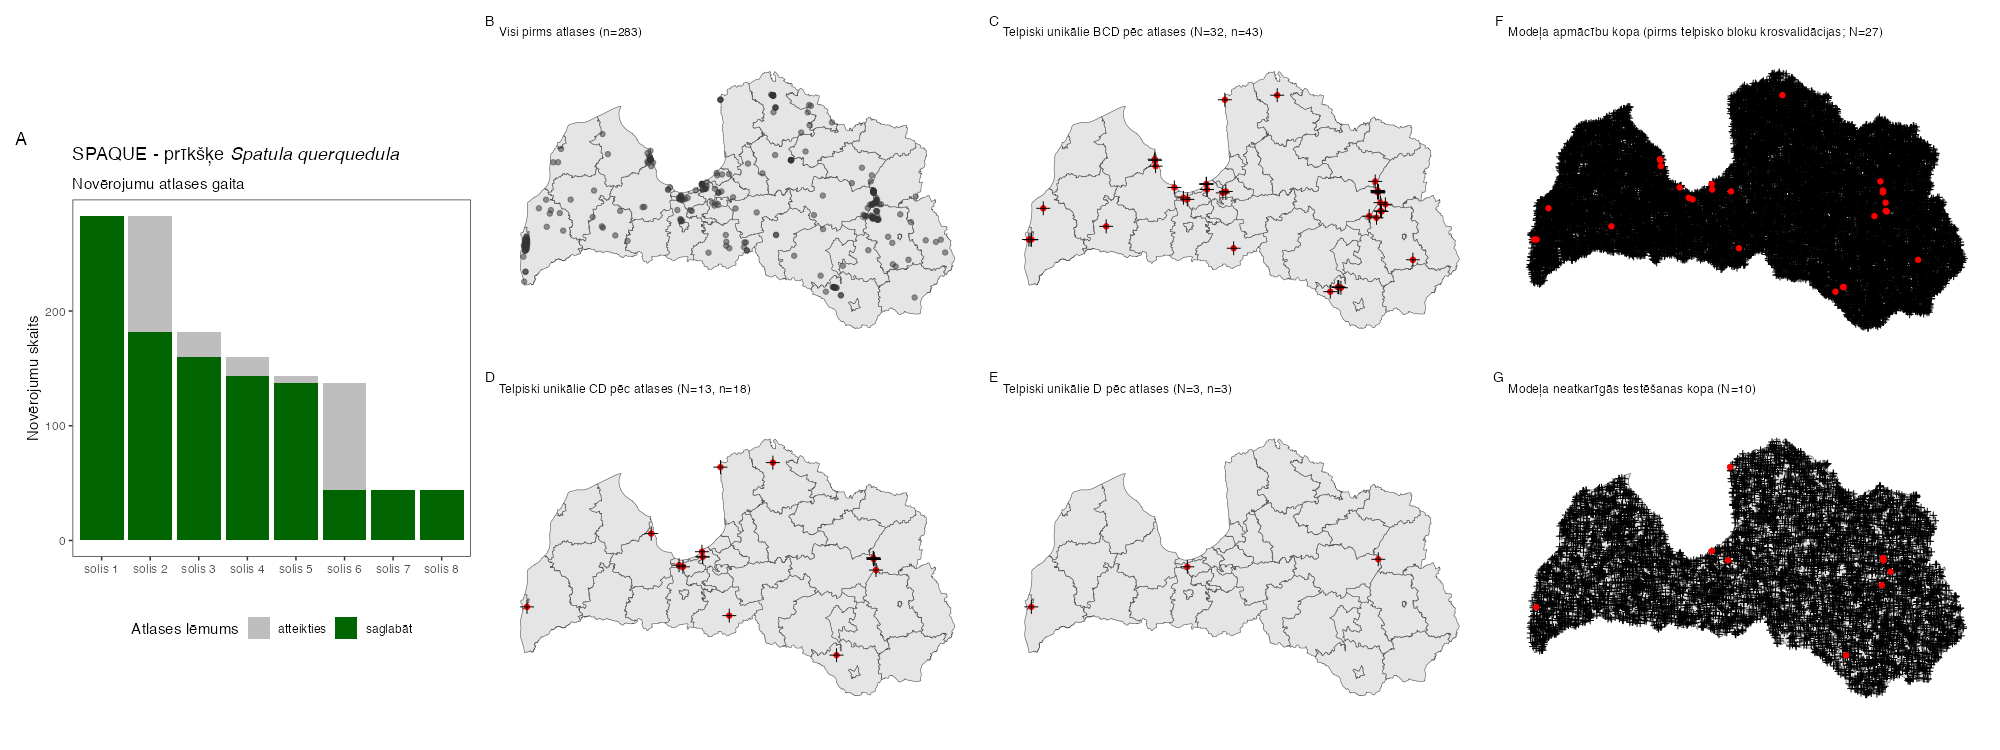 A
SPAQUE - prīkšķe Spatula querquedula
Novērojumu atlases gaita
Novērojumu skaits
200
100
0
solis 1 solis 2 solis 3 solis 4 solis 5 solis 6 solis 7 solis 8
Atlases lēmums atteikties saglabāt
B
Visi pirms atlases (n=283)
C
Telpiski unikālie BCD pēc atlases (N=32, n=43)
F
Modeļa apmācību kopa (pirms telpisko bloku krosvalidācijas; N=27)
D
Telpiski unikālie CD pēc atlases (N=13, n=18)
E
Telpiski unikālie D pēc atlases (N=3, n=3)
G
Modeļa neatkarīgās testēšanas kopa (N=10)